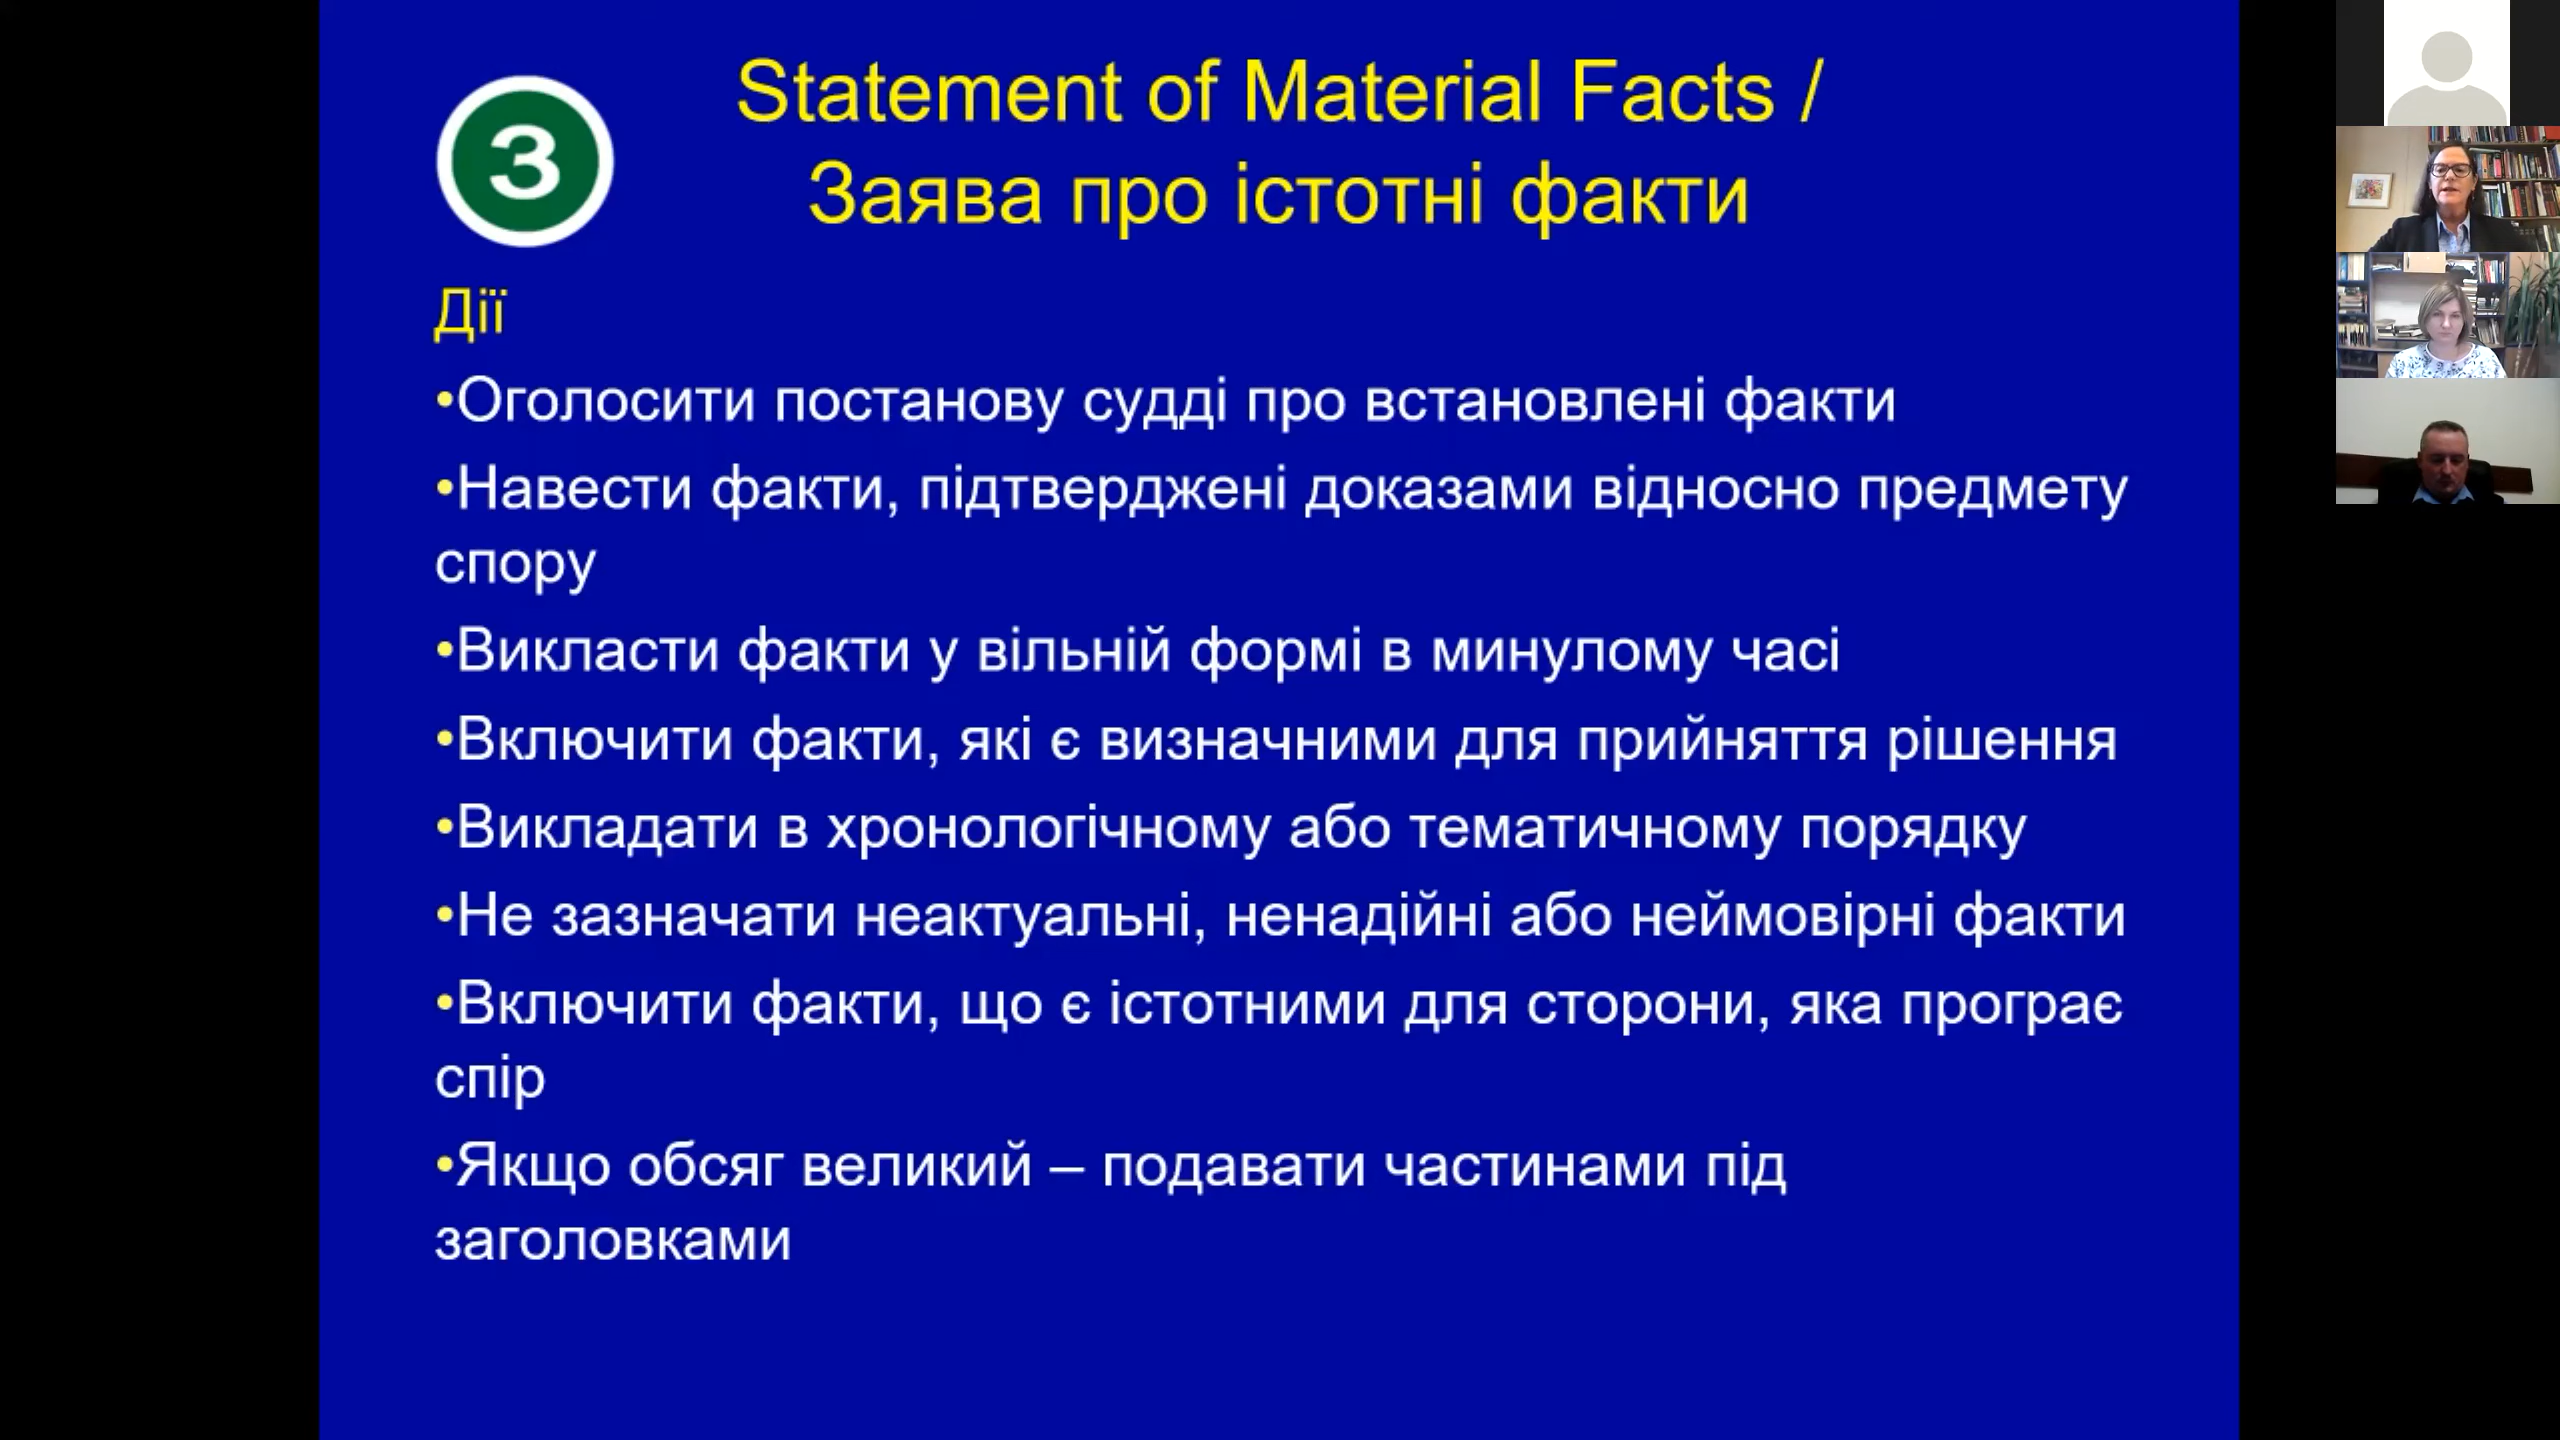 3
Statement of Material Facts /
Заява про істотні факти
Дії
•Оголосити постанову судді про встановлені факти
•Навести факти, підтверджені доказами відносно предмету
спору
•Викласти факти у вільній формі в минулому часі
•Включити факти, які є визначними для прийняття рішення
•Викладати в хронологічному або тематичному порядку
•Не зазначати неактуальні, ненадійні або неймовірні факти
•Включити факти, що є істотними для сторони, яка програє
спір
•Якщо обсяг великий – подавати частинами під
заголовками